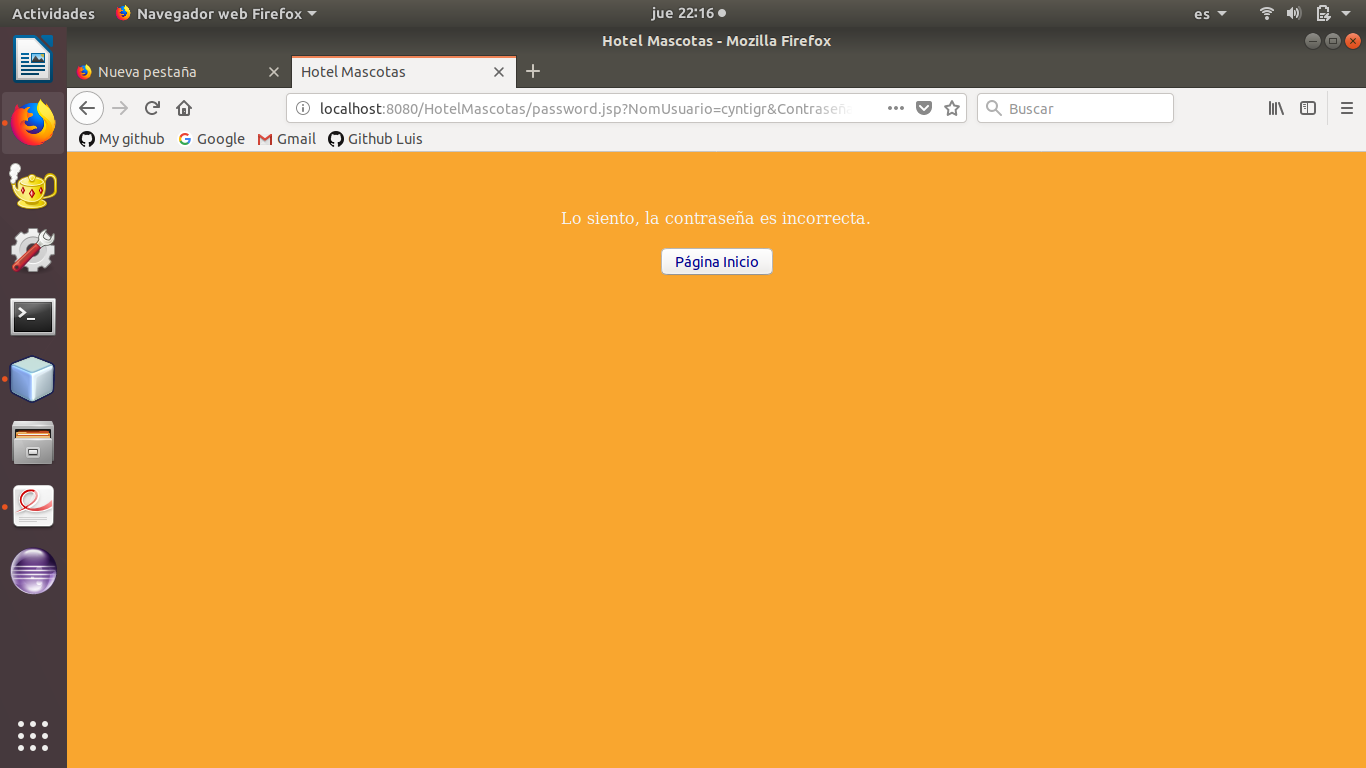 Actividades Navegador web Firefox jue 22:16 es
Hotel Mascotas - Mozilla Firefox
Nueva pestaña Hotel Mascotas
localhost:8080/HotelMascotas/password.jsp?NomUsuario=cyntigr&Contraseña Buscar
My github Google Gmail Github Luis
Lo siento, la contraseña es incorrecta.
Página Inicio